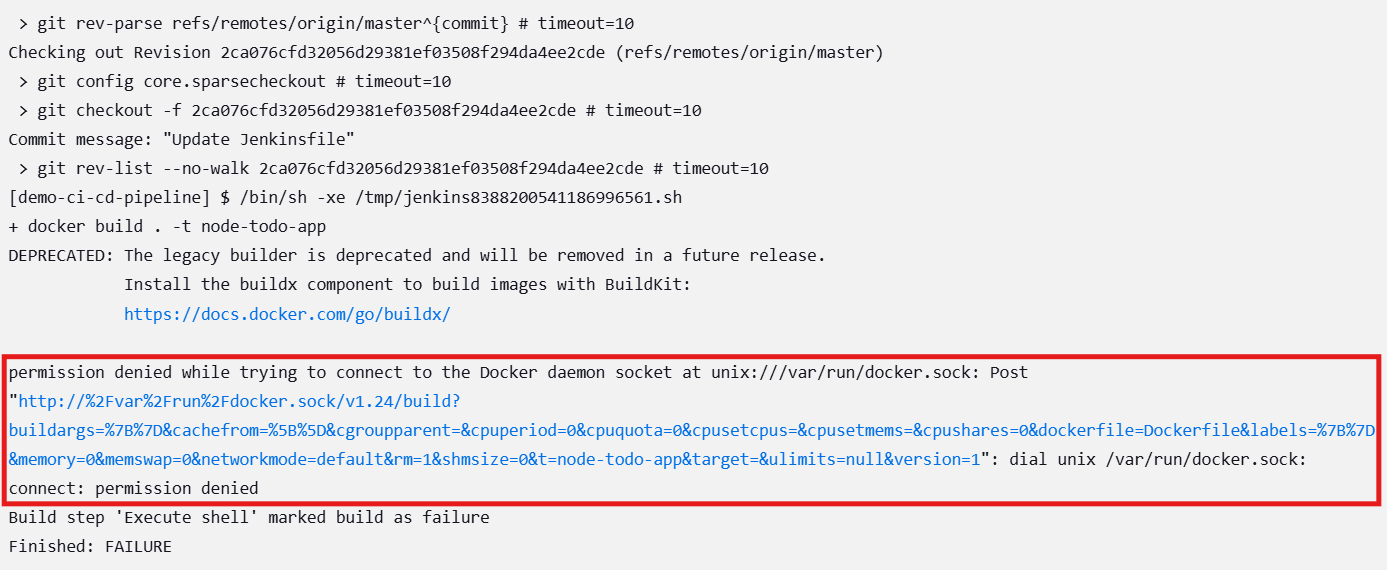 > git rev-parse refs/remotes/origin/master^{commit} # timeout=10
Checking out Revision 2ca076cfd32056d29381ef03508f294da4ee2cde (refs/remotes/origin/master)
> git config core.sparsecheckout # timeout=10
> git checkout -f 2ca076cfd32056d29381ef03508f294da4ee2cde # timeout=10
Commit message: "Update Jenkinsfile"
> git rev-list --no-walk 2ca076cfd32056d29381ef03508f294da4ee2cde # timeout=10
[demo-ci-cd-pipeline] $ /bin/sh -xe /tmp/jenkins8388200541186996561.sh
+ docker build . -t node-todo-app
DEPRECATED: The legacy builder is deprecated and will be removed in a future release.
Install the buildx component to build images with BuildKit:
https://docs.docker.com/go/buildx/
permission denied while trying to connect to the Docker daemon socket at unix:///var/run/docker.sock: Post
"http://%2Fvar%2Frun%2Fdocker.sock/v1.24/build?
buildargs=%7B%7D&cachefrom=%5B%5D&cgroupparent=&cpuperiod=0&cpuquota=0&cpusetcpus=&cpusetmems=&cpushares=0&dockerfile=Dockerfile&labels=%7B%7D
&memory=0&memswap=0&networkmode=default&rm=1&shmsize=0&t=node-todo-app&target=&ulimits=null&version=1": dial unix /var/run/docker.sock:
connect: permission denied
Build step 'Execute shell' marked build as failure
Finished: FAILURE